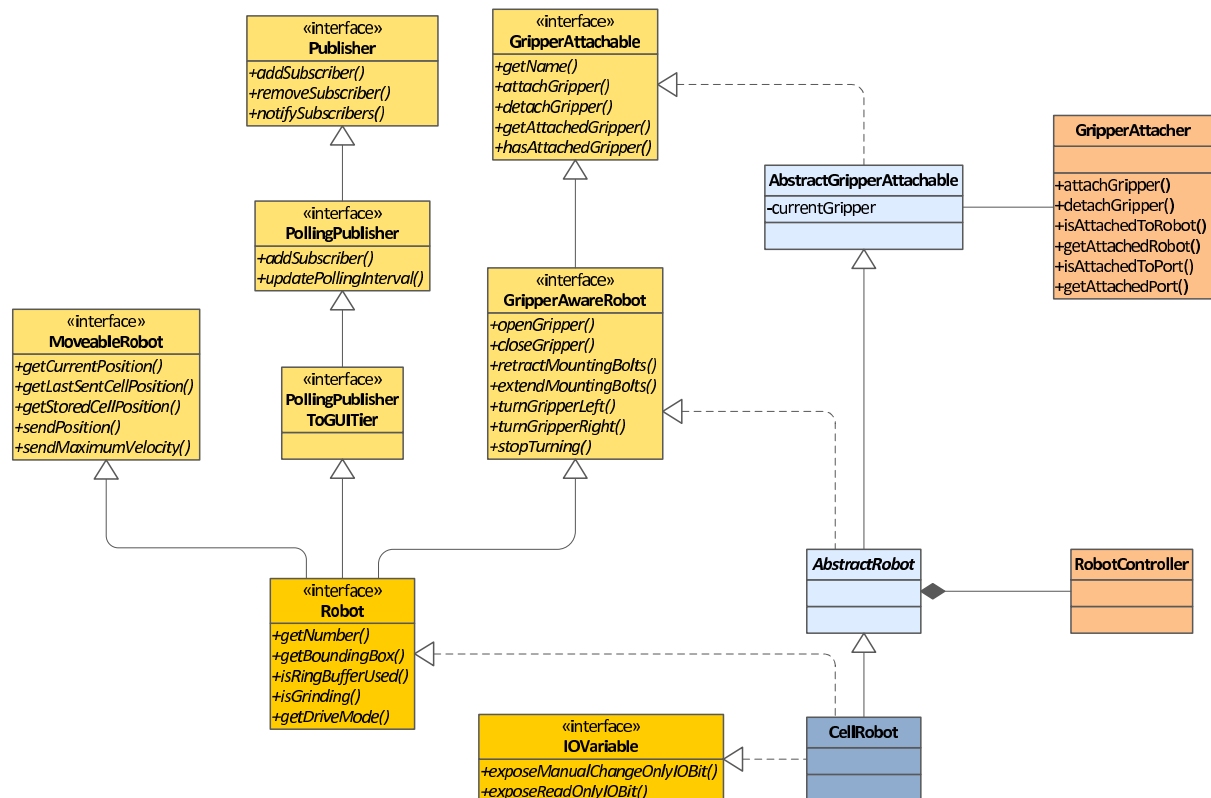 «interface»
Publisher
+addSubscriber()
+removeSubscriber()
+notifySubscribers()
«interface»
GripperAttachable
+getName()
+attachGripper()
+detachGripper()
+getAttachedGripper()
+hasAttachedGripper()
GripperAttacher
+attachGripper()
+detachGripper()
+isAttachedToRobot()
+getAttachedRobot()
+isAttachedToPort()
+getAttachedPort()
AbstractGripperAttachable
-currentGripper
«interface»
PollingPublisher
+addSubscriber()
+updatePollingInterval()
«interface»
GripperAwareRobot
+openGripper()
+closeGripper()
+retractMountingBolts()
+extendMountingBolts()
+turnGripperLeft()
+turnGripperRight()
+stopTurning()
«interface»
MoveableRobot
+getCurrentPosition()
+getLastSentCellPosition()
+getStoredCellPosition()
+sendPosition()
+sendMaximumVelocity()
«interface»
PollingPublisher
ToGUITier
AbstractRobot
RobotController
«interface»
Robot
+getNumber()
+getBoundingBox()
+isRingBufferUsed()
+isGrinding()
+getDriveMode()
«interface»
IOVariable
+exposeManualChangeOnlyIOBit()
+exposeReadOnlyIOBit()
CellRobot